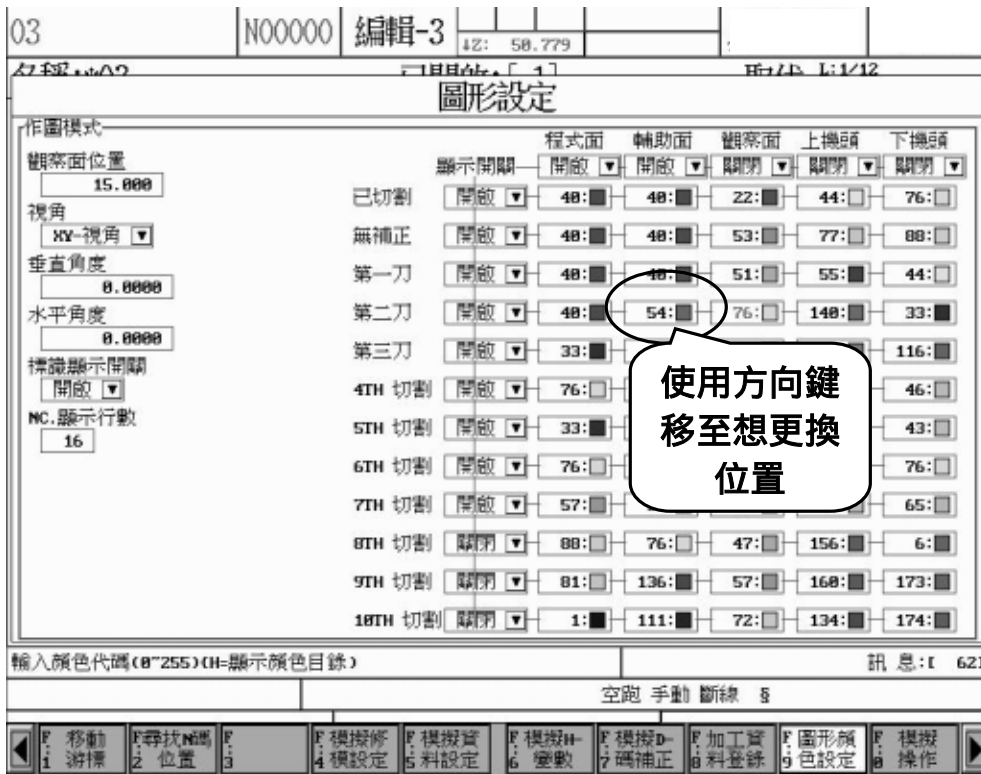 03 N00000 編輯-3 ↓Z: 50.779
圖形設定
作圖模式
觀察面位置
15.000
視角
XY-視角
垂直角度
0.0000
水平角度
0.0000
標識顯示開關
開啟
NC.顯示行數
16
程式面 輔助面 觀察面 上機頭 下機頭
顯示開關 開啟 開啟 關閉 關閉 關閉
已切割 開啟 40: 40: 22: 44: 76:
無補正 開啟 40: 40: 53: 77: 88:
第一刀 開啟 40: 40: 51: 55: 44:
第二刀 開啟 40: 54: 76: 140: 33:
第三刀 開啟 33: 116:
4TH 切割 開啟 76: 46:
5TH 切割 開啟 33: 43:
6TH 切割 開啟 76: 76:
7TH 切割 開啟 57: 65:
8TH 切割 關閉 88: 76: 47: 156: 6:
9TH 切割 關閉 81: 136: 57: 160: 173:
10TH 切割 關閉 1: 111: 72: 134: 174:
使用方向鍵
移至想更換
位置
輸入顏色代碼(0~255)(H=顯示顏色目錄) 訊 息:[ 621
空跑 手動 斷線 §
F:1 移動游標
F:2 尋找N碼位置
F:3
F:4 模擬修模設定
F:5 模擬資料設定
F:6 模擬H-變數
F:7 模擬D-碼補正
F:8 加工資料登錄
F:9 圖形顏色設定
F:0 模擬操作